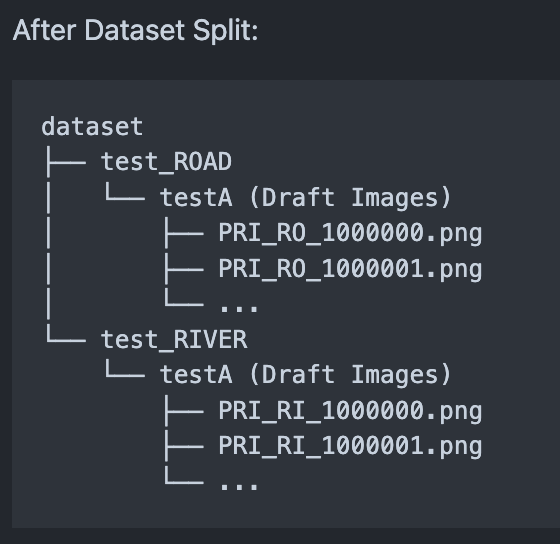 After Dataset Split:
dataset
├── test_ROAD
│   └── testA (Draft Images)
│       ├── PRI_RO_1000000.png
│       ├── PRI_RO_1000001.png
│       └── ...
└── test_RIVER
    └── testA (Draft Images)
        ├── PRI_RI_1000000.png
        ├── PRI_RI_1000001.png
        └── ...